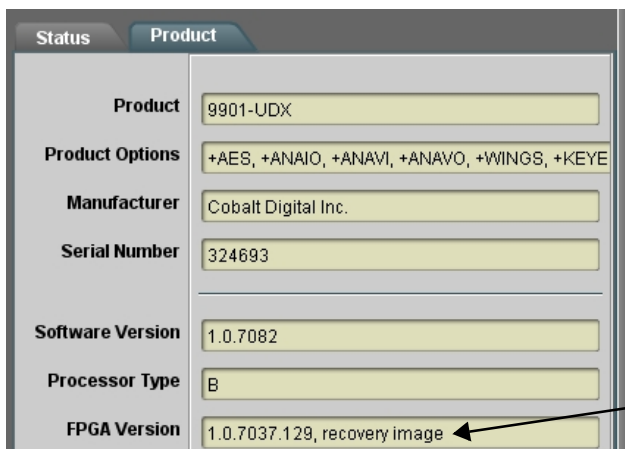 Status Product
Product 9901-UDX
Product Options +AES, +ANAIO, +ANAVI, +ANAVO, +WINGS, +KEYE
Manufacturer Cobalt Digital Inc.
Serial Number 324693
Software Version 1.0.7082
Processor Type B
FPGA Version 1.0.7037.129, recovery image